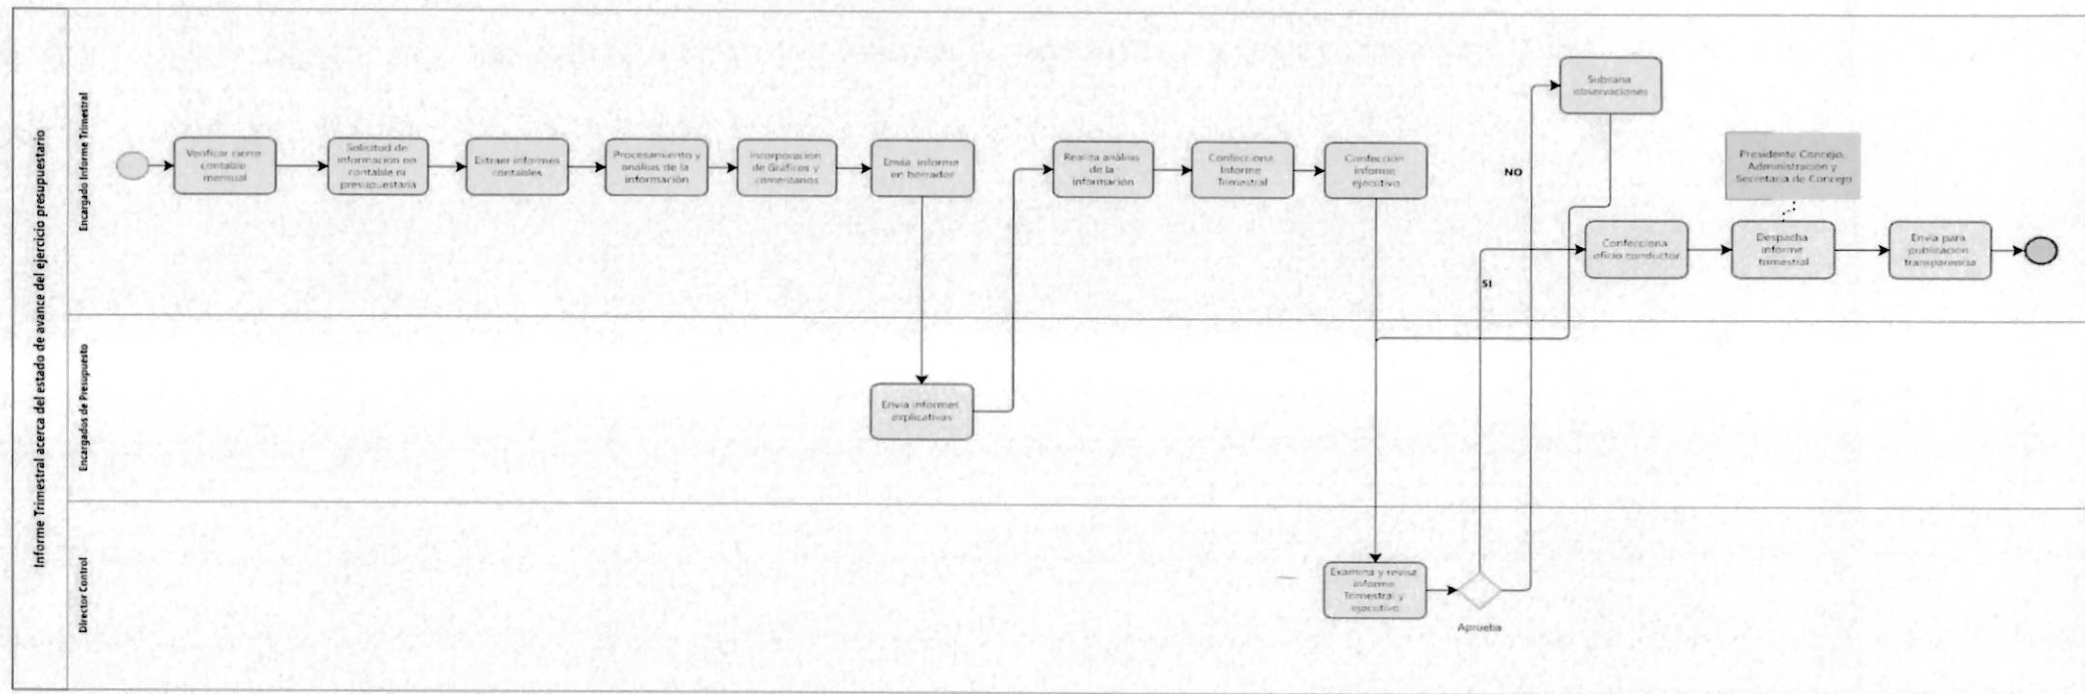 Informe Trimestral acerca del estado de avance del ejercicio presupuestario
Encargado Informe Trimestral
Verificar cierre
contable
mensual
Solicitud de
información no
contable ni
presupuestaria
Extraer informes
contables
Procesamiento y
análisis de la
información
Incorporación
de Gráficos y
comentarios
Envía informe
en borrador
Realiza análisis
de la
información
Confecciona
Informe
Trimestral
Confección
informe
ejecutivo
Subsana
observaciones
NO
SI
Presidente Concejo,
Administración y
Secretaria de Concejo
Confecciona
oficio conductor
Despacha
informe
trimestral
Envía para
publicación
transparencia
Encargados de Presupuesto
Envía informes
explicativas
Director Control
Examina y revisa
informe
Trimestral y
ejecutivo
Aprueba